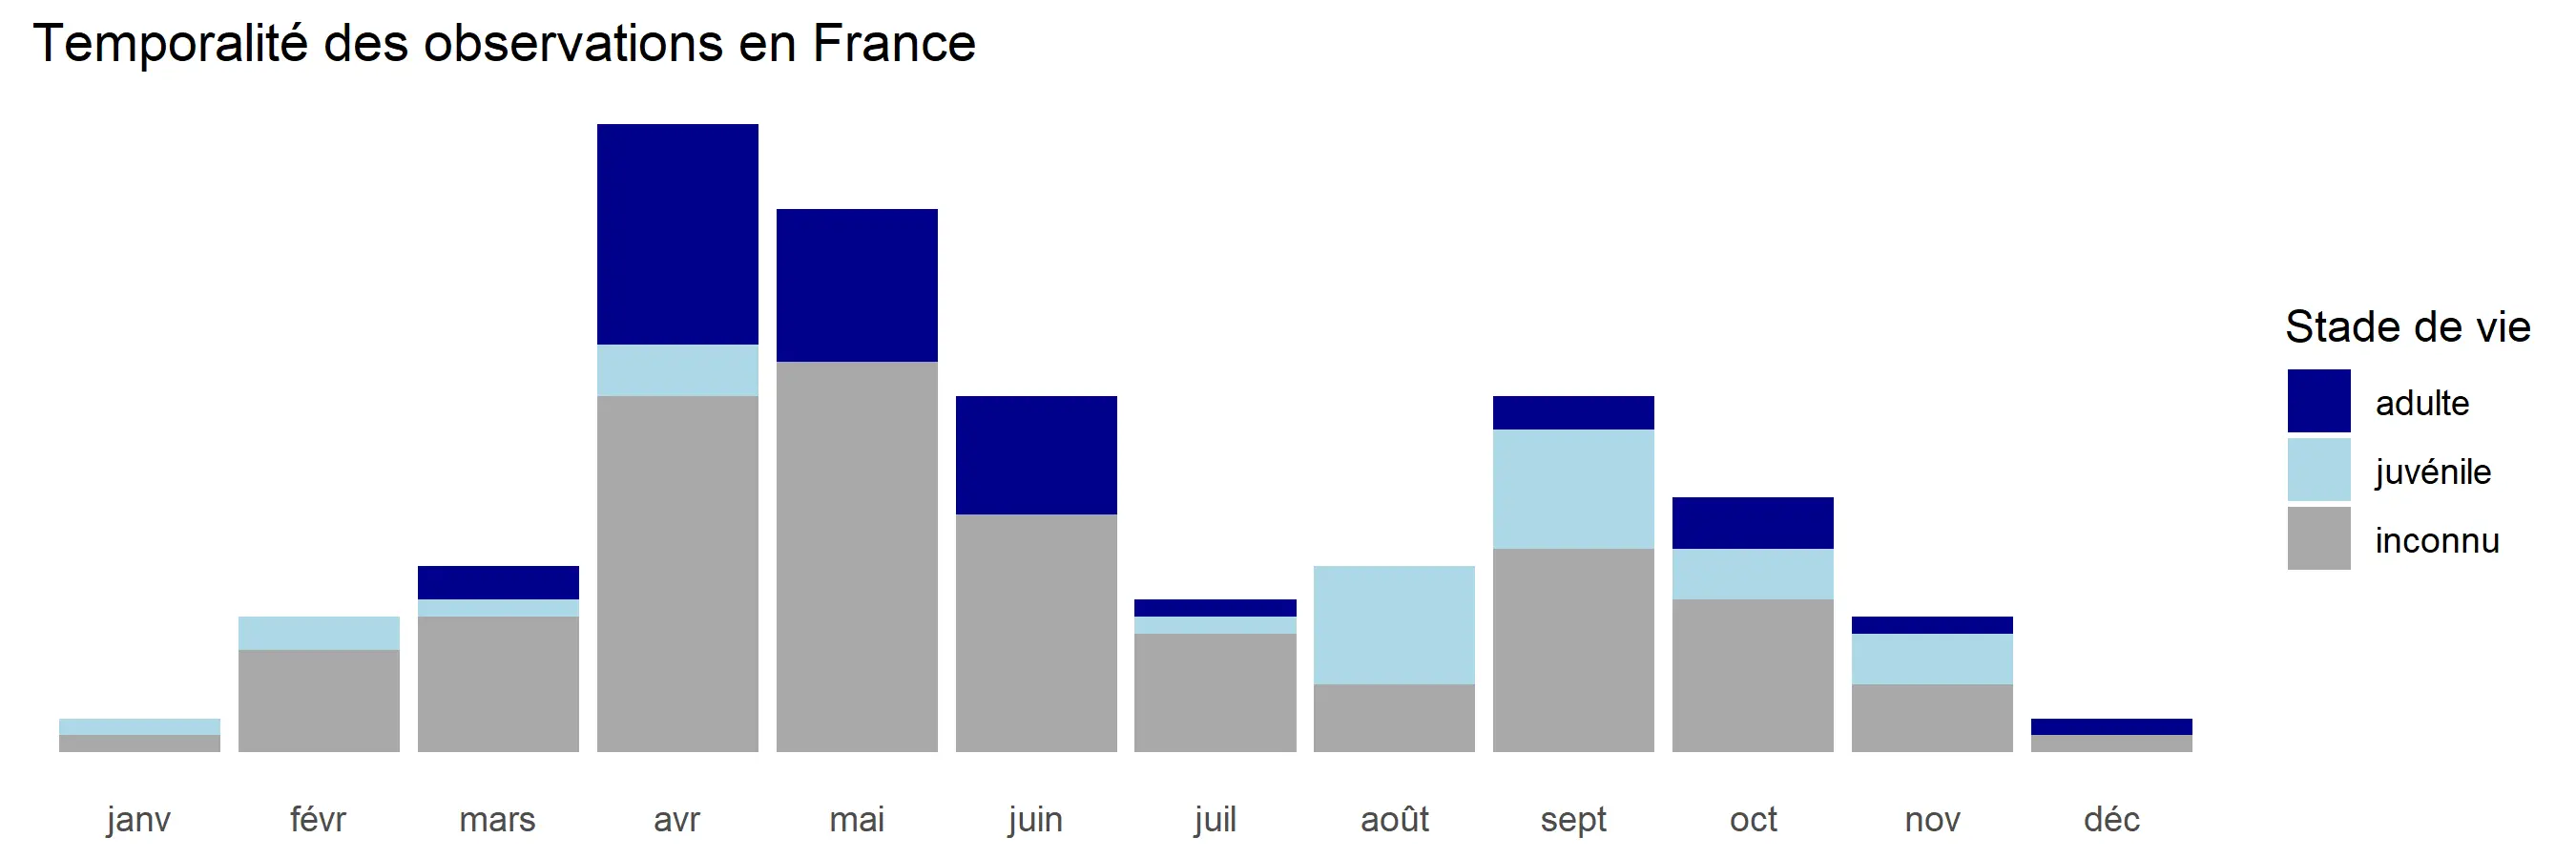 Temporalité des observations en France
Stade de vie
adulte
juvénile
inconnu
janv févr mars avr mai juin juil août sept oct nov déc